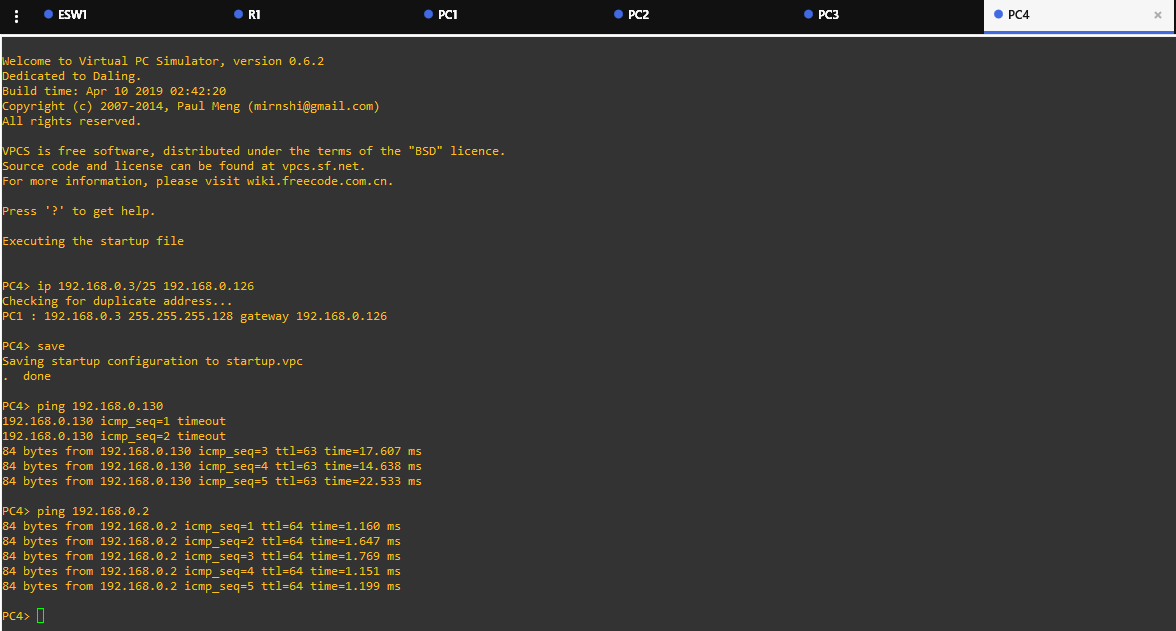 ESW1 R1 PC1 PC2 PC3 PC4
Welcome to Virtual PC Simulator, version 0.6.2
Dedicated to Daling.
Build time: Apr 10 2019 02:42:20
Copyright (c) 2007-2014, Paul Meng (mirnshi@gmail.com)
All rights reserved.
VPCS is free software, distributed under the terms of the "BSD" licence.
Source code and license can be found at vpcs.sf.net.
For more information, please visit wiki.freecode.com.cn.
Press '?' to get help.
Executing the startup file
PC4> ip 192.168.0.3/25 192.168.0.126
Checking for duplicate address...
PC1 : 192.168.0.3 255.255.255.128 gateway 192.168.0.126
PC4> save
Saving startup configuration to startup.vpc
.  done
PC4> ping 192.168.0.130
192.168.0.130 icmp_seq=1 timeout
192.168.0.130 icmp_seq=2 timeout
84 bytes from 192.168.0.130 icmp_seq=3 ttl=63 time=17.607 ms
84 bytes from 192.168.0.130 icmp_seq=4 ttl=63 time=14.638 ms
84 bytes from 192.168.0.130 icmp_seq=5 ttl=63 time=22.533 ms
PC4> ping 192.168.0.2
84 bytes from 192.168.0.2 icmp_seq=1 ttl=64 time=1.160 ms
84 bytes from 192.168.0.2 icmp_seq=2 ttl=64 time=1.647 ms
84 bytes from 192.168.0.2 icmp_seq=3 ttl=64 time=1.769 ms
84 bytes from 192.168.0.2 icmp_seq=4 ttl=64 time=1.151 ms
84 bytes from 192.168.0.2 icmp_seq=5 ttl=64 time=1.199 ms
PC4>